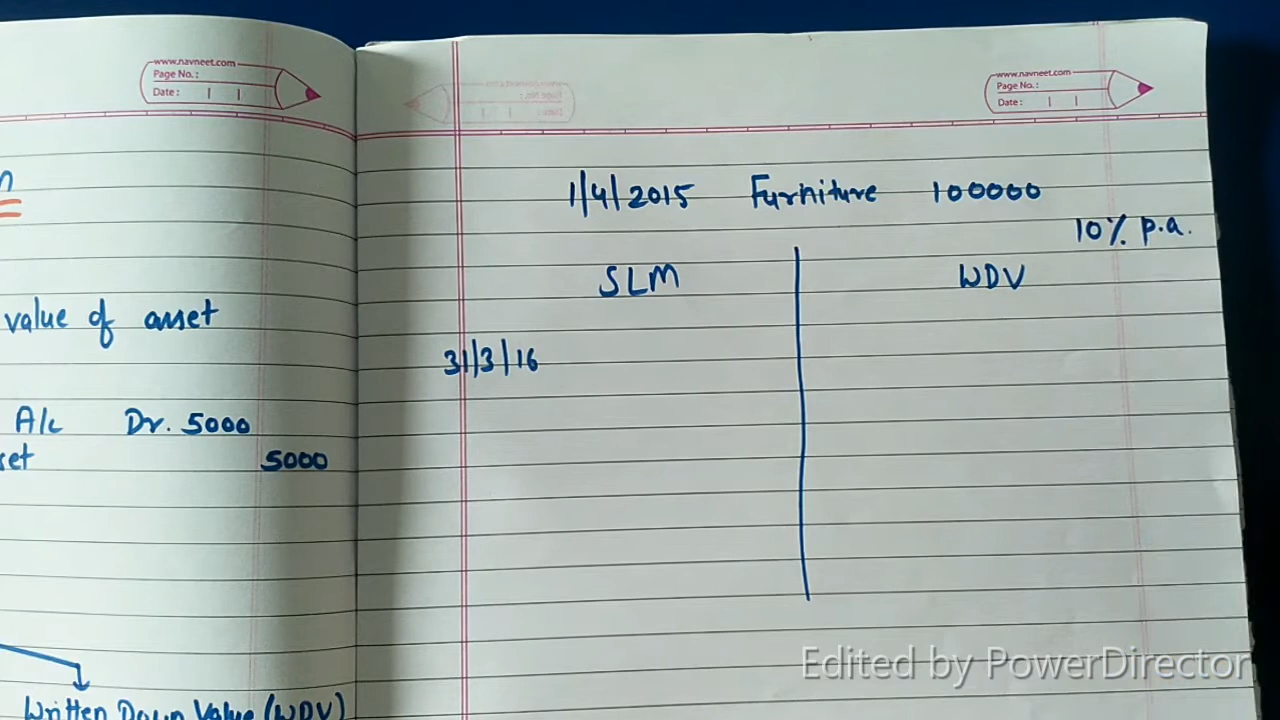 www.navneet.com
Page No. :
Date :
n
value of asset
A/c Dr. 5000
set 5000
Written Down Value (WDV)
www.navneet.com
Page No. :
Date :
1/4/2015 Furniture 100000
10% p.a.
SLM WDV
31/3/16
Edited by PowerDirector